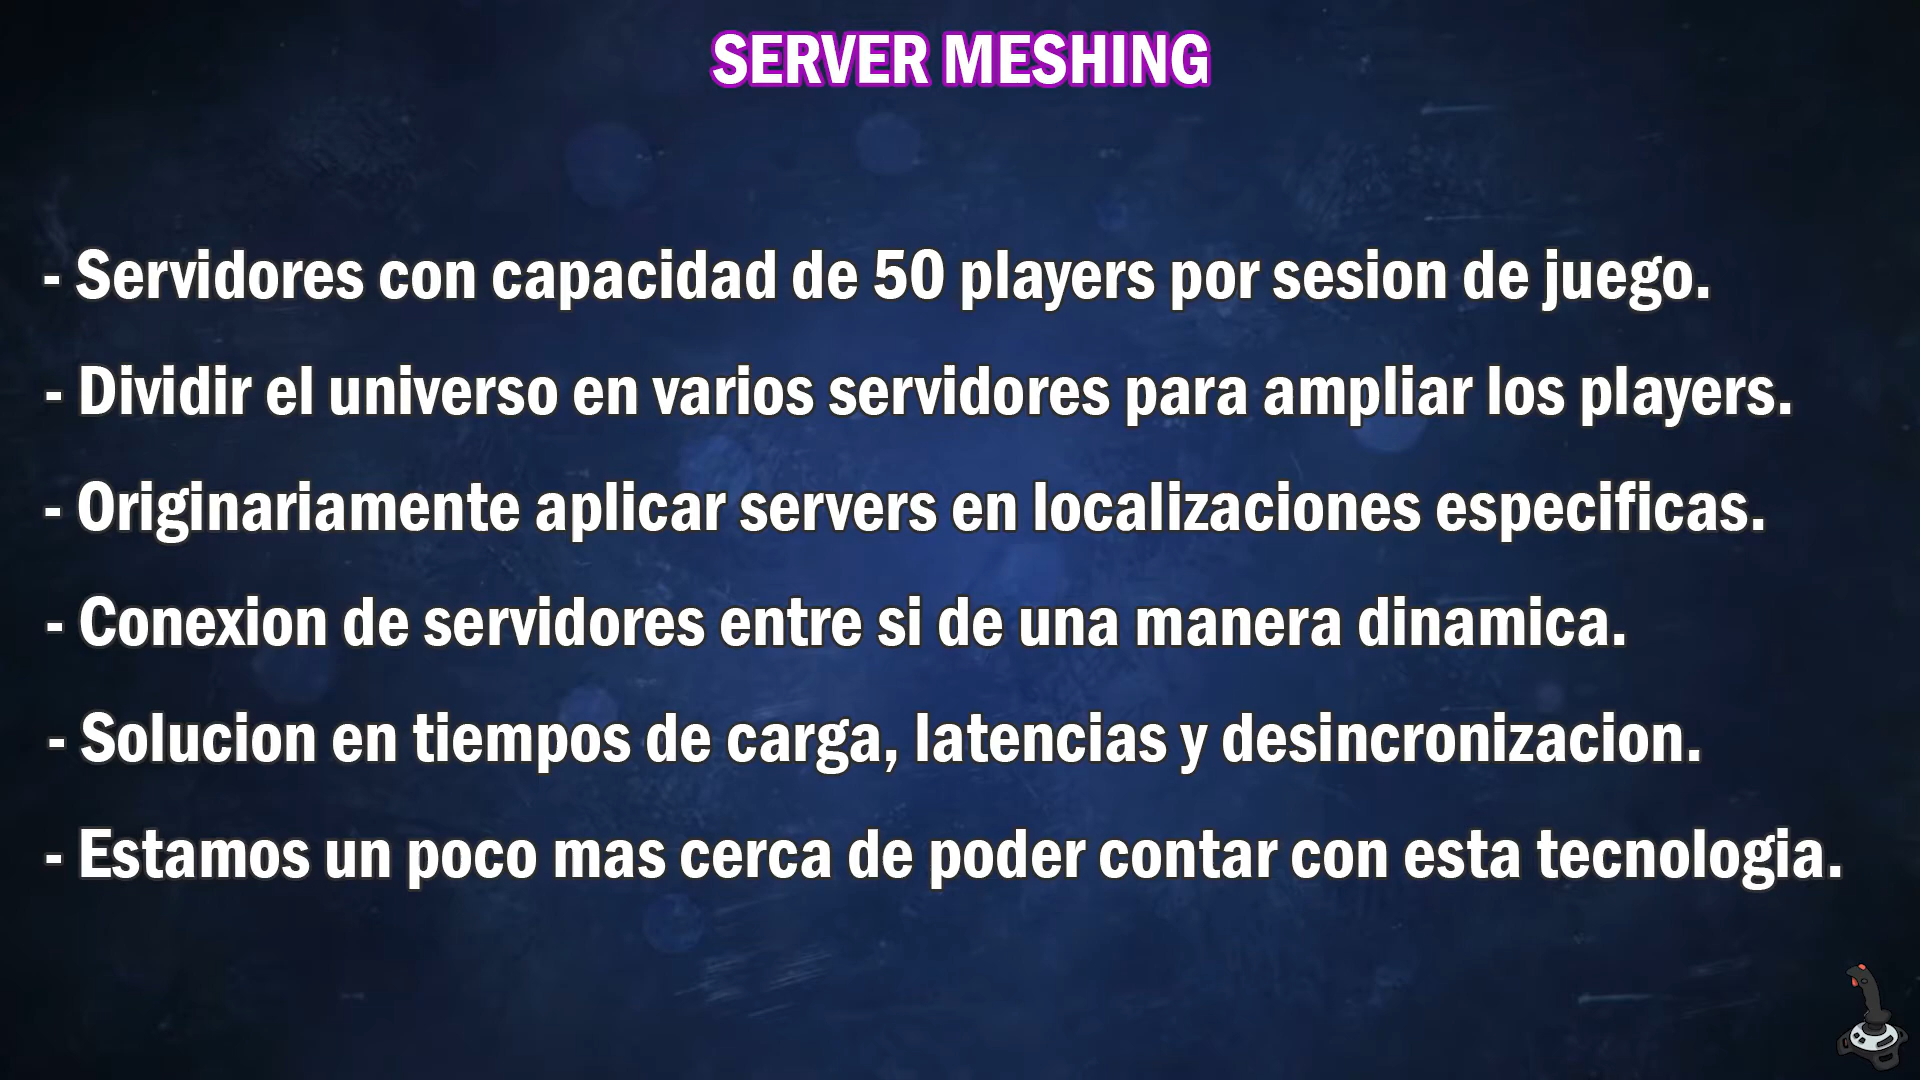 SERVER MESHING
- Servidores con capacidad de 50 players por sesion de juego.
- Dividir el universo en varios servidores para ampliar los players.
- Originariamente aplicar servers en localizaciones especificas.
- Conexion de servidores entre si de una manera dinamica.
- Solucion en tiempos de carga, latencias y desincronizacion.
- Estamos un poco mas cerca de poder contar con esta tecnologia.